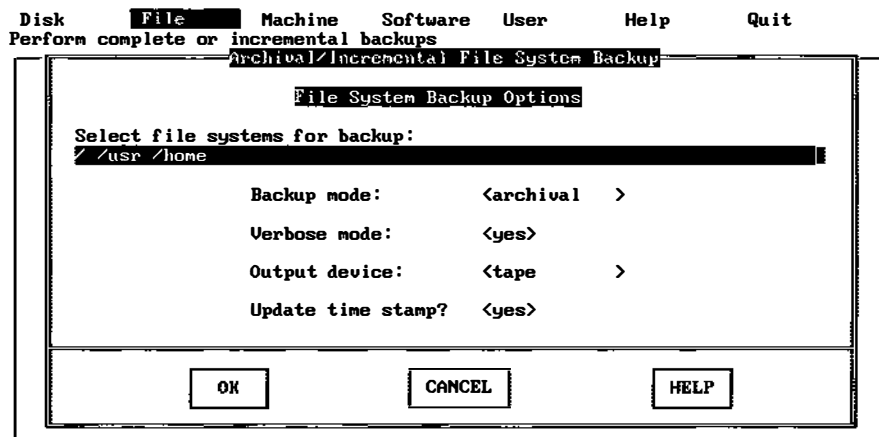 Disk File Machine Software User Help Quit
Perform complete or incremental backups
Archival/Incremental File System Backup
File System Backup Options
Select file systems for backup:
/ /usr /home
Backup mode: <archival >
Verbose mode: <yes>
Output device: <tape >
Update time stamp? <yes>
OK CANCEL HELP